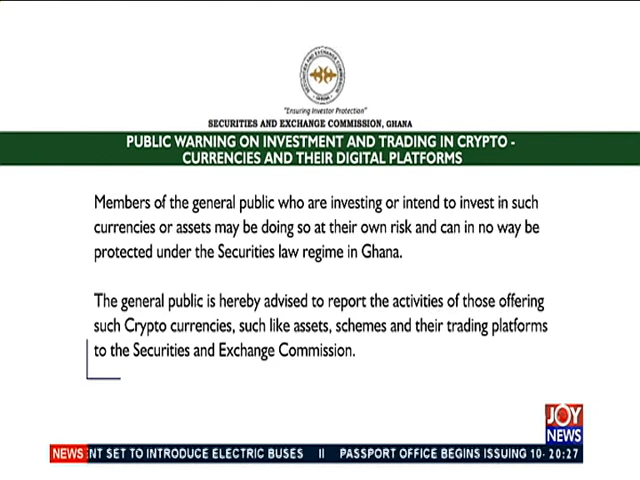 "Ensuring Investor Protection"
SECURITIES AND EXCHANGE COMMISSION, GHANA
PUBLIC WARNING ON INVESTMENT AND TRADING IN CRYPTO -
CURRENCIES AND THEIR DIGITAL PLATFORMS
Members of the general public who are investing or intend to invest in such
currencies or assets may be doing so at their own risk and can in no way be
protected under the Securities law regime in Ghana.
The general public is hereby advised to report the activities of those offering
such Crypto currencies, such like assets, schemes and their trading platforms
to the Securities and Exchange Commission.
JOY
NEWS
NEWS NT SET TO INTRODUCE ELECTRIC BUSES II PASSPORT OFFICE BEGINS ISSUING 10- 20:27